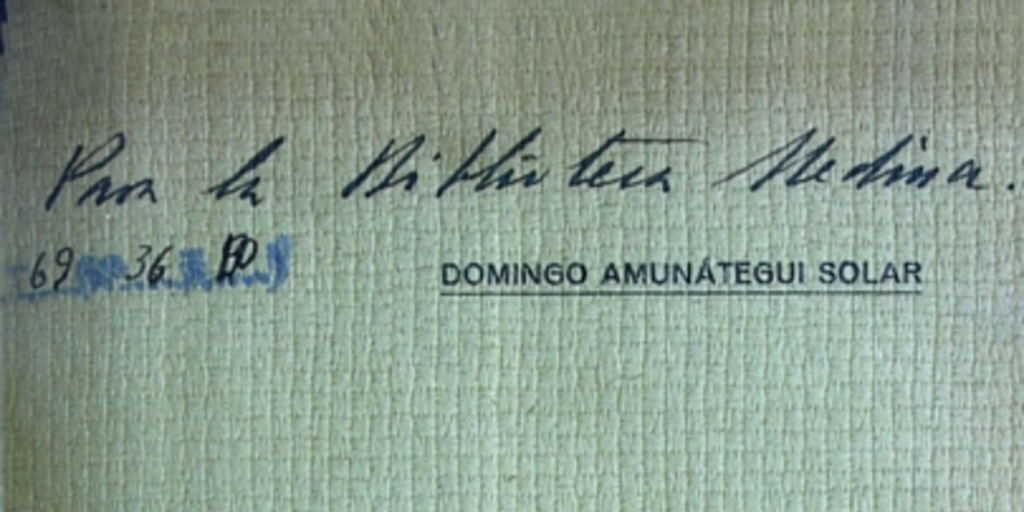 Para la Biblioteca Medina.
69 36
DOMINGO AMUNÁTEGUI SOLAR